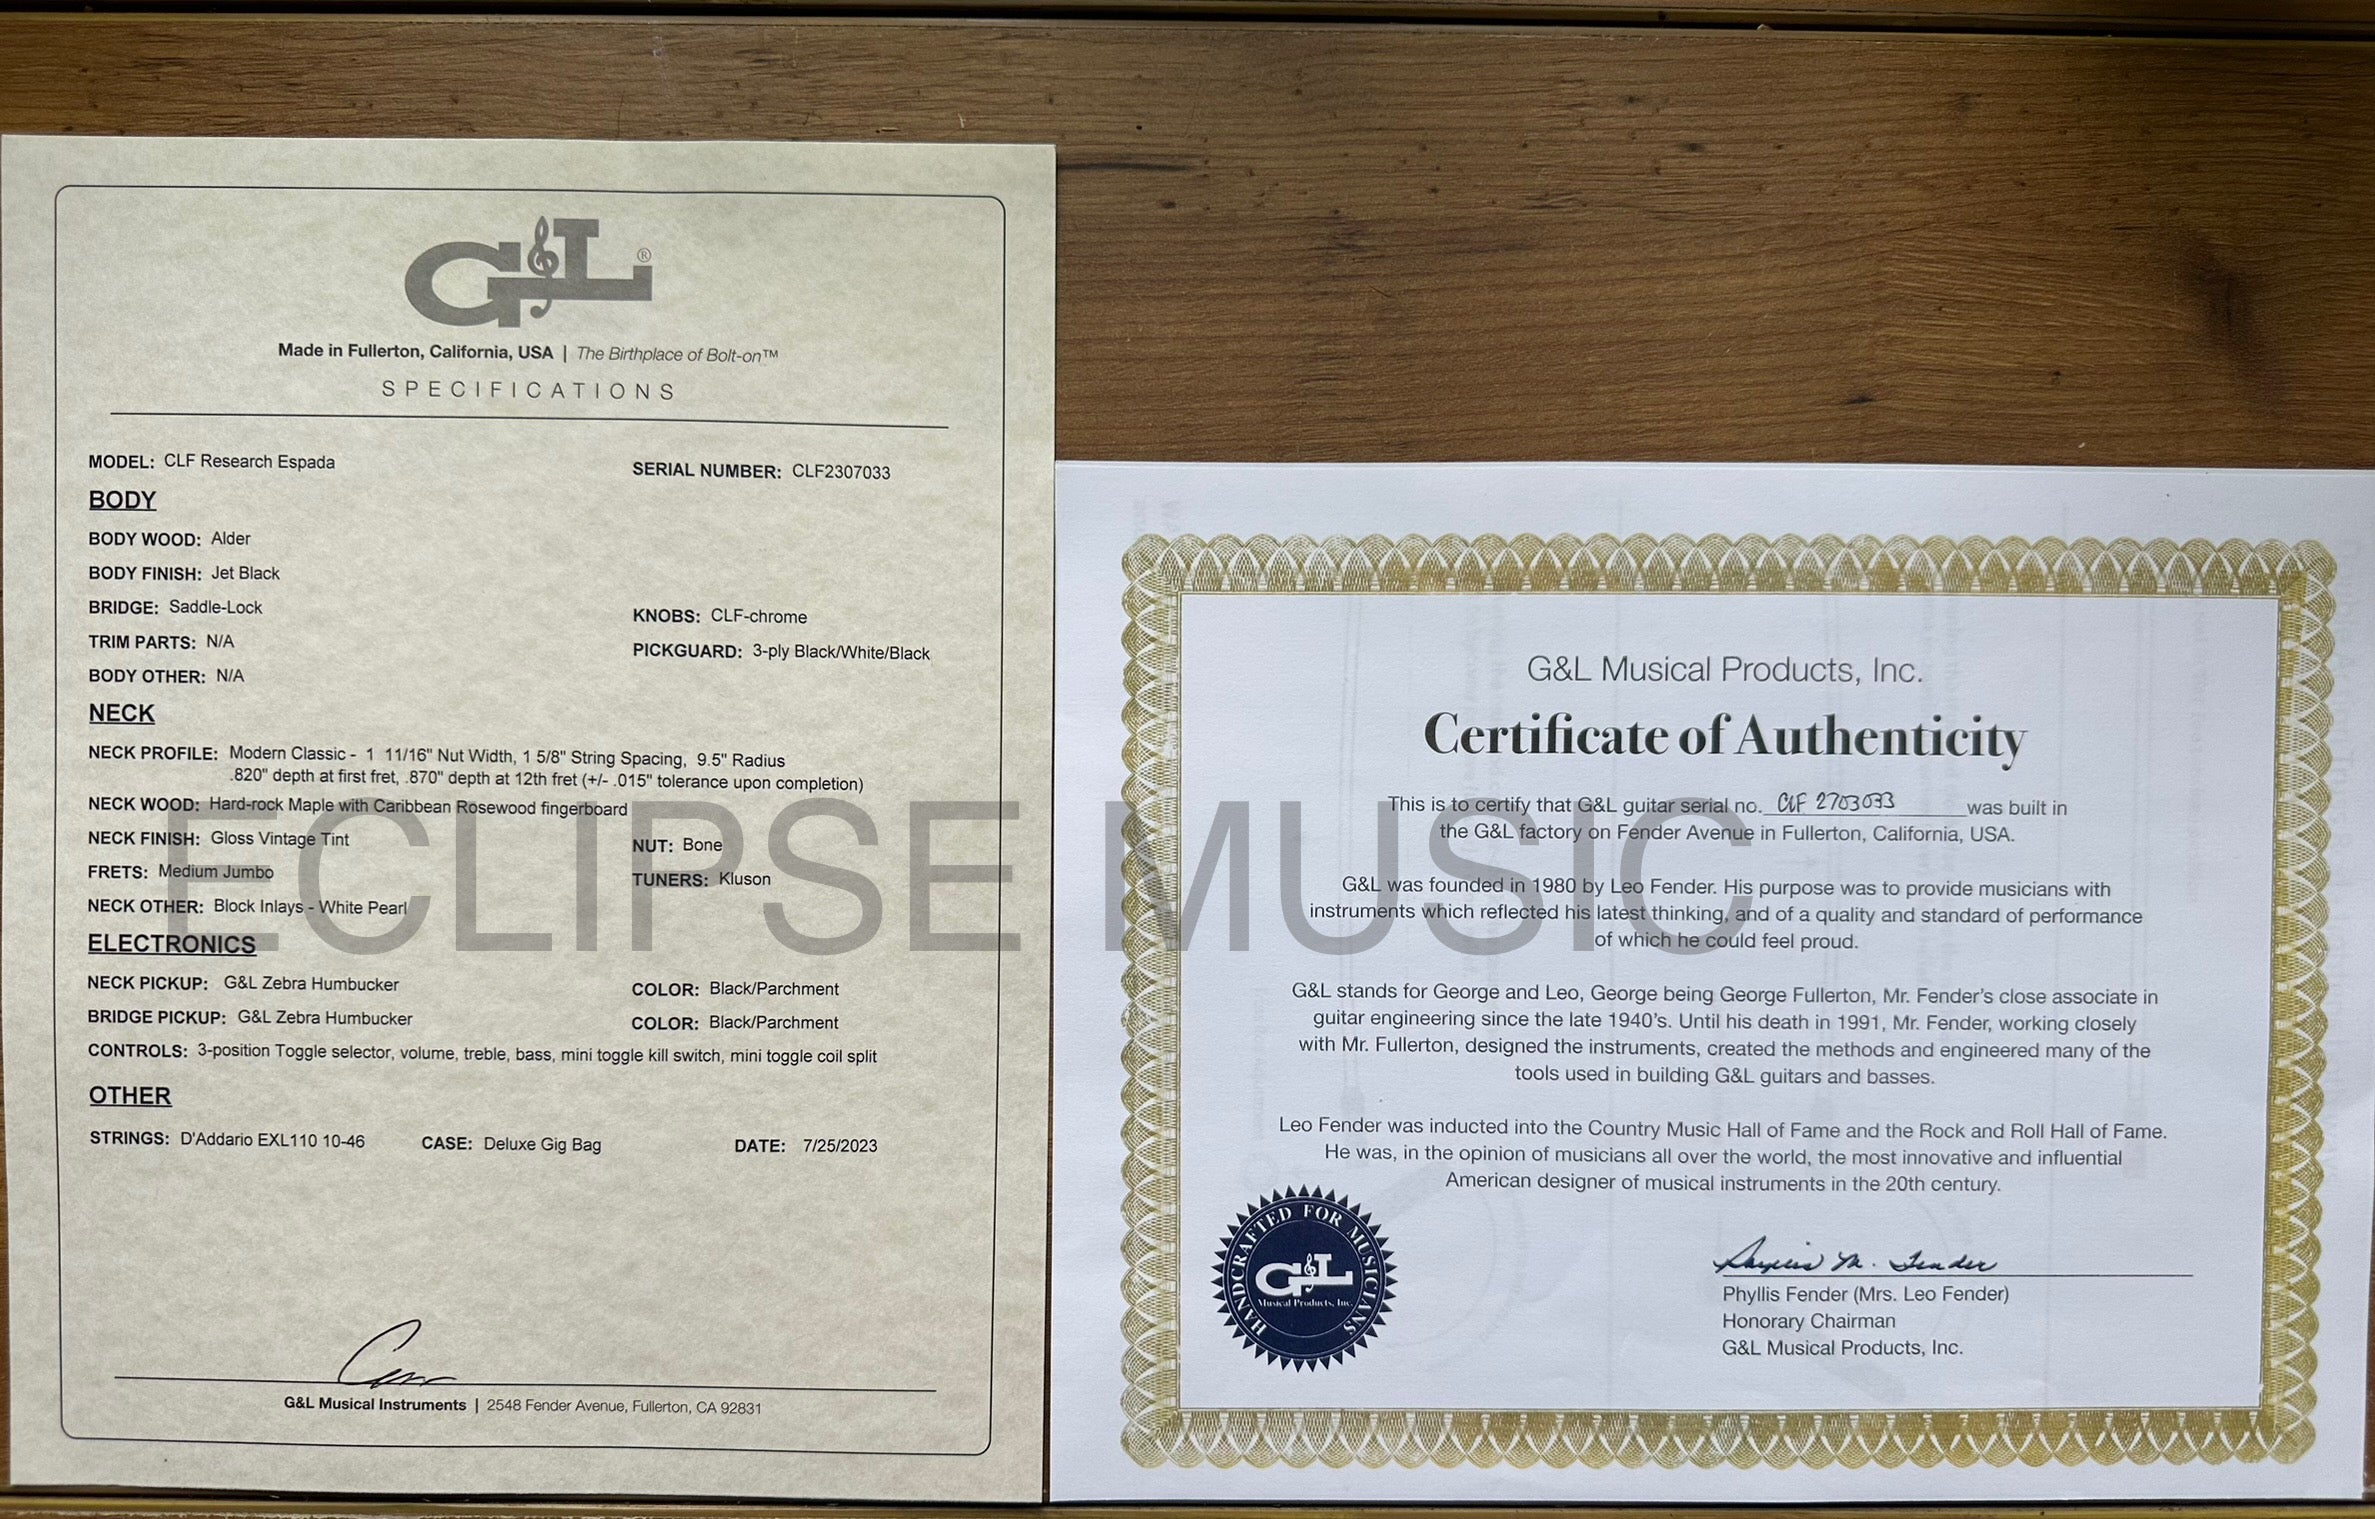 G&L®
Made in Fullerton, California, USA | The Birthplace of Bolt-on™
SPECIFICATIONS
MODEL: CLF Research Espada
SERIAL NUMBER: CLF2307033
BODY
BODY WOOD: Alder
BODY FINISH: Jet Black
BRIDGE: Saddle-Lock
KNOBS: CLF-chrome
TRIM PARTS: N/A
PICKGUARD: 3-ply Black/White/Black
BODY OTHER: N/A
NECK
NECK PROFILE: Modern Classic - 1 11/16" Nut Width, 1 5/8" String Spacing, 9.5" Radius
.820" depth at first fret, .870" depth at 12th fret (+/- .015" tolerance upon completion)
NECK WOOD: Hard-rock Maple with Caribbean Rosewood fingerboard
NECK FINISH: Gloss Vintage Tint
NUT: Bone
FRETS: Medium Jumbo
TUNERS: Kluson
NECK OTHER: Block Inlays - White Pearl
ELECTRONICS
NECK PICKUP: G&L Zebra Humbucker
COLOR: Black/Parchment
BRIDGE PICKUP: G&L Zebra Humbucker
COLOR: Black/Parchment
CONTROLS: 3-position Toggle selector, volume, treble, bass, mini toggle kill switch, mini toggle coil split
OTHER
STRINGS: D'Addario EXL110 10-46
CASE: Deluxe Gig Bag
DATE: 7/25/2023
G&L Musical Instruments | 2548 Fender Avenue, Fullerton, CA 92831
ECLIPSE MUSIC
G&L Musical Products, Inc.
Certificate of Authenticity
This is to certify that G&L guitar serial no. CLF 2703033 was built in
the G&L factory on Fender Avenue in Fullerton, California, USA.
G&L was founded in 1980 by Leo Fender. His purpose was to provide musicians with
instruments which reflected his latest thinking, and of a quality and standard of performance
of which he could feel proud.
G&L stands for George and Leo, George being George Fullerton, Mr. Fender's close associate in
guitar engineering since the late 1940's. Until his death in 1991, Mr. Fender, working closely
with Mr. Fullerton, designed the instruments, created the methods and engineered many of the
tools used in building G&L guitars and basses.
Leo Fender was inducted into the Country Music Hall of Fame and the Rock and Roll Hall of Fame.
He was, in the opinion of musicians all over the world, the most innovative and influential
American designer of musical instruments in the 20th century.
HANDCRAFTED FOR MUSICIANS
G&L
Musical Products, Inc.
Phyllis M. Fender
Phyllis Fender (Mrs. Leo Fender)
Honorary Chairman
G&L Musical Products, Inc.